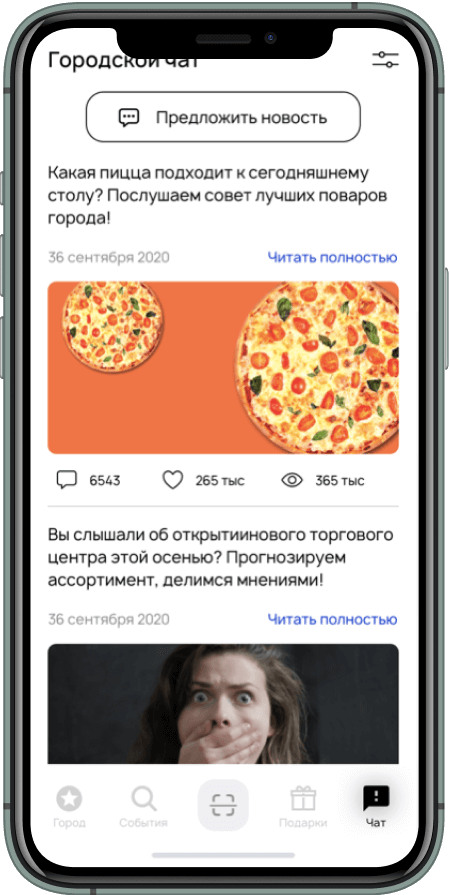 Городской чат
Предложить новость
Какая пицца подходит к сегодняшнему
столу? Послушаем совет лучших поваров
города!
36 сентября 2020 Читать полностью
6543 265 тыс 365 тыс
Вы слышали об открытиинового торгового
центра этой осенью? Прогнозируем
ассортимент, делимся мнениями!
36 сентября 2020 Читать полностью
Город События Подарки Чат